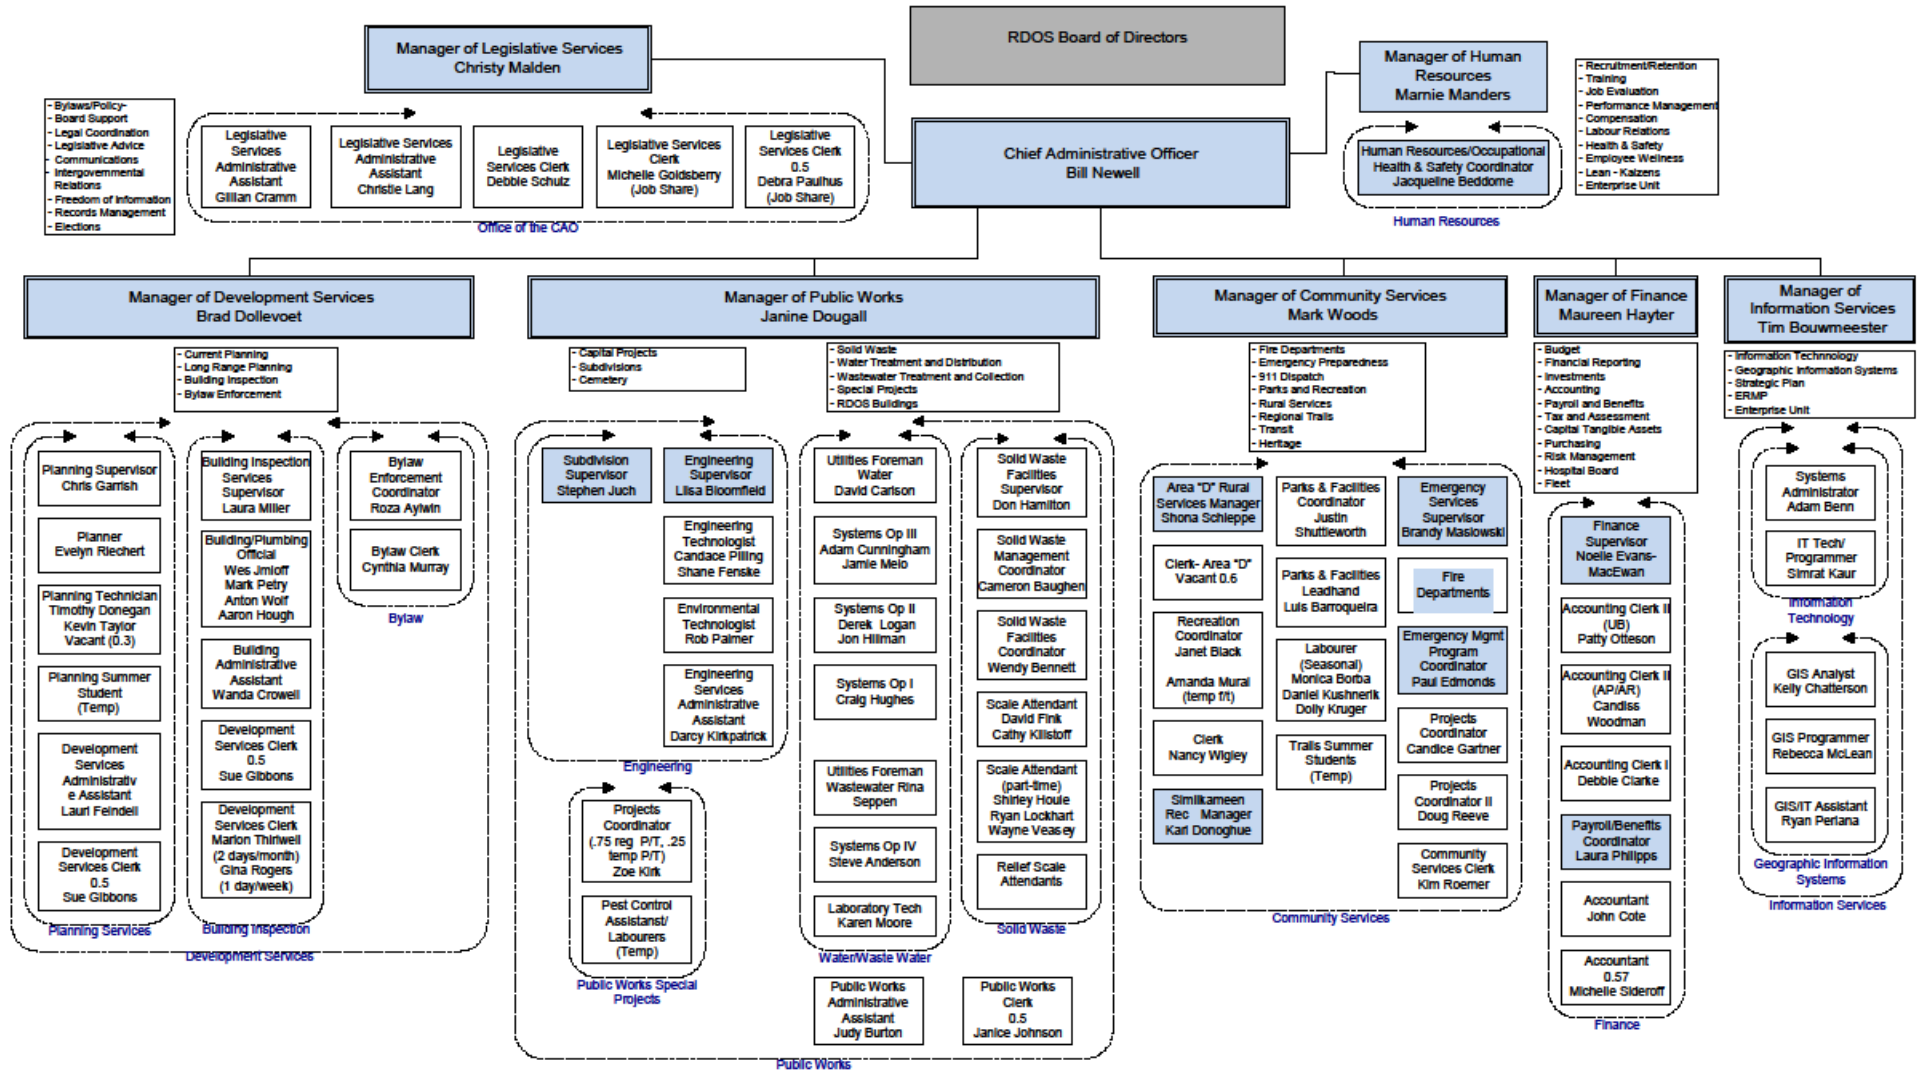 RDOS Board of Directors
Manager of Legislative Services
Christy Malden
Manager of Human
Resources
Marnie Manders
- Bylaws/Policy-
- Board Support
- Legal Coordination
- Legislative Advice
- Communications
- Intergovernmental
Relations
- Freedom of Information
- Records Management
- Elections
Legislative
Services
Administrative
Assistant
Gillian Cramm
Legislative Services
Administrative
Assistant
Christie Lang
Legislative
Services Clerk
Debbie Schulz
Legislative Services
Clerk
Michelle Goldsberry
(Job Share)
Legislative
Services Clerk
0.5
Debra Paulhus
(Job Share)
Office of the CAO
Chief Administrative Officer
Bill Newell
Human Resources/Occupational
Health & Safety Coordinator
Jacqueline Beddome
Human Resources
- Recruitment/Retention
- Training
- Job Evaluation
- Performance Management
- Compensation
- Labour Relations
- Health & Safety
- Employee Wellness
- Lean - Kaizens
- Enterprise Unit
Manager of Development Services
Brad Dollevoet
- Current Planning
- Long Range Planning
- Building Inspection
- Bylaw Enforcement
Planning Supervisor
Chris Garrish
Planner
Evelyn Riechert
Planning Technician
Timothy Donegan
Kevin Taylor
Vacant (0.3)
Planning Summer
Student
(Temp)
Development
Services
Administrativ
e Assistant
Lauri Feindell
Development
Services Clerk
0.5
Sue Gibbons
Planning Services
Building Inspection
Services
Supervisor
Laura Miller
Building/Plumbing
Official
Wes Jmioff
Mark Petry
Anton Wolf
Aaron Hough
Building
Administrative
Assistant
Wanda Crowell
Development
Services Clerk
0.5
Sue Gibbons
Development
Services Clerk
Marion Thirlwell
(2 days/month)
Gina Rogers
(1 day/week)
Building Inspection
Bylaw
Enforcement
Coordinator
Roza Aylwin
Bylaw Clerk
Cynthia Murray
Bylaw
Development Services
Manager of Public Works
Janine Dougall
- Capital Projects
- Subdivisions
- Cemetery
- Solid Waste
- Water Treatment and Distribution
- Wastewater Treatment and Collection
- Special Projects
- RDOS Buildings
Subdivision
Supervisor
Stephen Juch
Engineering
Supervisor
Liisa Bloomfield
Engineering
Technologist
Candace Pilling
Shane Fenske
Environmental
Technologist
Rob Palmer
Engineering
Services
Administrative
Assistant
Darcy Kirkpatrick
Engineering
Projects
Coordinator
(.75 reg P/T, .25
temp P/T)
Zoe Kirk
Pest Control
Assistanst/
Labourers
(Temp)
Public Works Special
Projects
Utilities Foreman
Water
David Carlson
Systems Op III
Adam Cunningham
Jamie Melo
Systems Op II
Derek Logan
Jon Hillman
Systems Op I
Craig Hughes
Utilities Foreman
Wastewater Rina
Seppen
Systems Op IV
Steve Anderson
Laboratory Tech
Karen Moore
Water/Waste Water
Solid Waste
Facilities
Supervisor
Don Hamilton
Solid Waste
Management
Coordinator
Cameron Baughen
Solid Waste
Facilities
Coordinator
Wendy Bennett
Scale Attendant
David Fink
Cathy Killstoff
Scale Attendant
(part-time)
Shirley Houle
Ryan Lockhart
Wayne Veasey
Relief Scale
Attendants
Solid Waste
Public Works
Administrative
Assistant
Judy Burton
Public Works
Clerk
0.5
Janice Johnson
Public Works
Manager of Community Services
Mark Woods
- Fire Departments
- Emergency Preparedness
- 911 Dispatch
- Parks and Recreation
- Rural Services
- Regional Trails
- Transit
- Heritage
Area "D" Rural
Services Manager
Shona Schleppe
Clerk- Area "D"
Vacant 0.6
Recreation
Coordinator
Janet Black
Amanda Murai
(temp f/t)
Clerk
Nancy Wigley
Similkameen
Rec Manager
Karl Donoghue
Parks & Facilities
Coordinator
Justin
Shuttleworth
Parks & Facilities
Leadhand
Luis Barroqueira
Labourer
(Seasonal)
Monica Borba
Daniel Kushnerik
Dolly Kruger
Trails Summer
Students
(Temp)
Emergency
Services
Supervisor
Brandy Maslowski
Fire
Departments
Emergency Mgmt
Program
Coordinator
Paul Edmonds
Projects
Coordinator
Candice Gartner
Projects
Coordinator II
Doug Reeve
Community
Services Clerk
Kim Roemer
Community Services
Manager of Finance
Maureen Hayter
- Budget
- Financial Reporting
- Investments
- Accounting
- Payroll and Benefits
- Tax and Assessment
- Capital Tangible Assets
- Purchasing
- Risk Management
- Hospital Board
- Fleet
Finance
Supervisor
Noelle Evans-
MacEwan
Accounting Clerk II
(UB)
Patty Otteson
Accounting Clerk II
(AP/AR)
Candiss
Woodman
Accounting Clerk I
Debbie Clarke
Payroll/Benefits
Coordinator
Laura Philipps
Accountant
John Cote
Accountant
0.57
Michelle Sideroff
Finance
Manager of
Information Services
Tim Bouwmeester
- Information Technnology
- Geographic Information Systems
- Strategic Plan
- ERMP
- Enterprise Unit
Systems
Administrator
Adam Benn
IT Tech/
Programmer
Simrat Kaur
Information
Technology
GIS Analyst
Kelly Chatterson
GIS Programmer
Rebecca McLean
GIS/IT Assistant
Ryan Periana
Geographic Information
Systems
Information Services